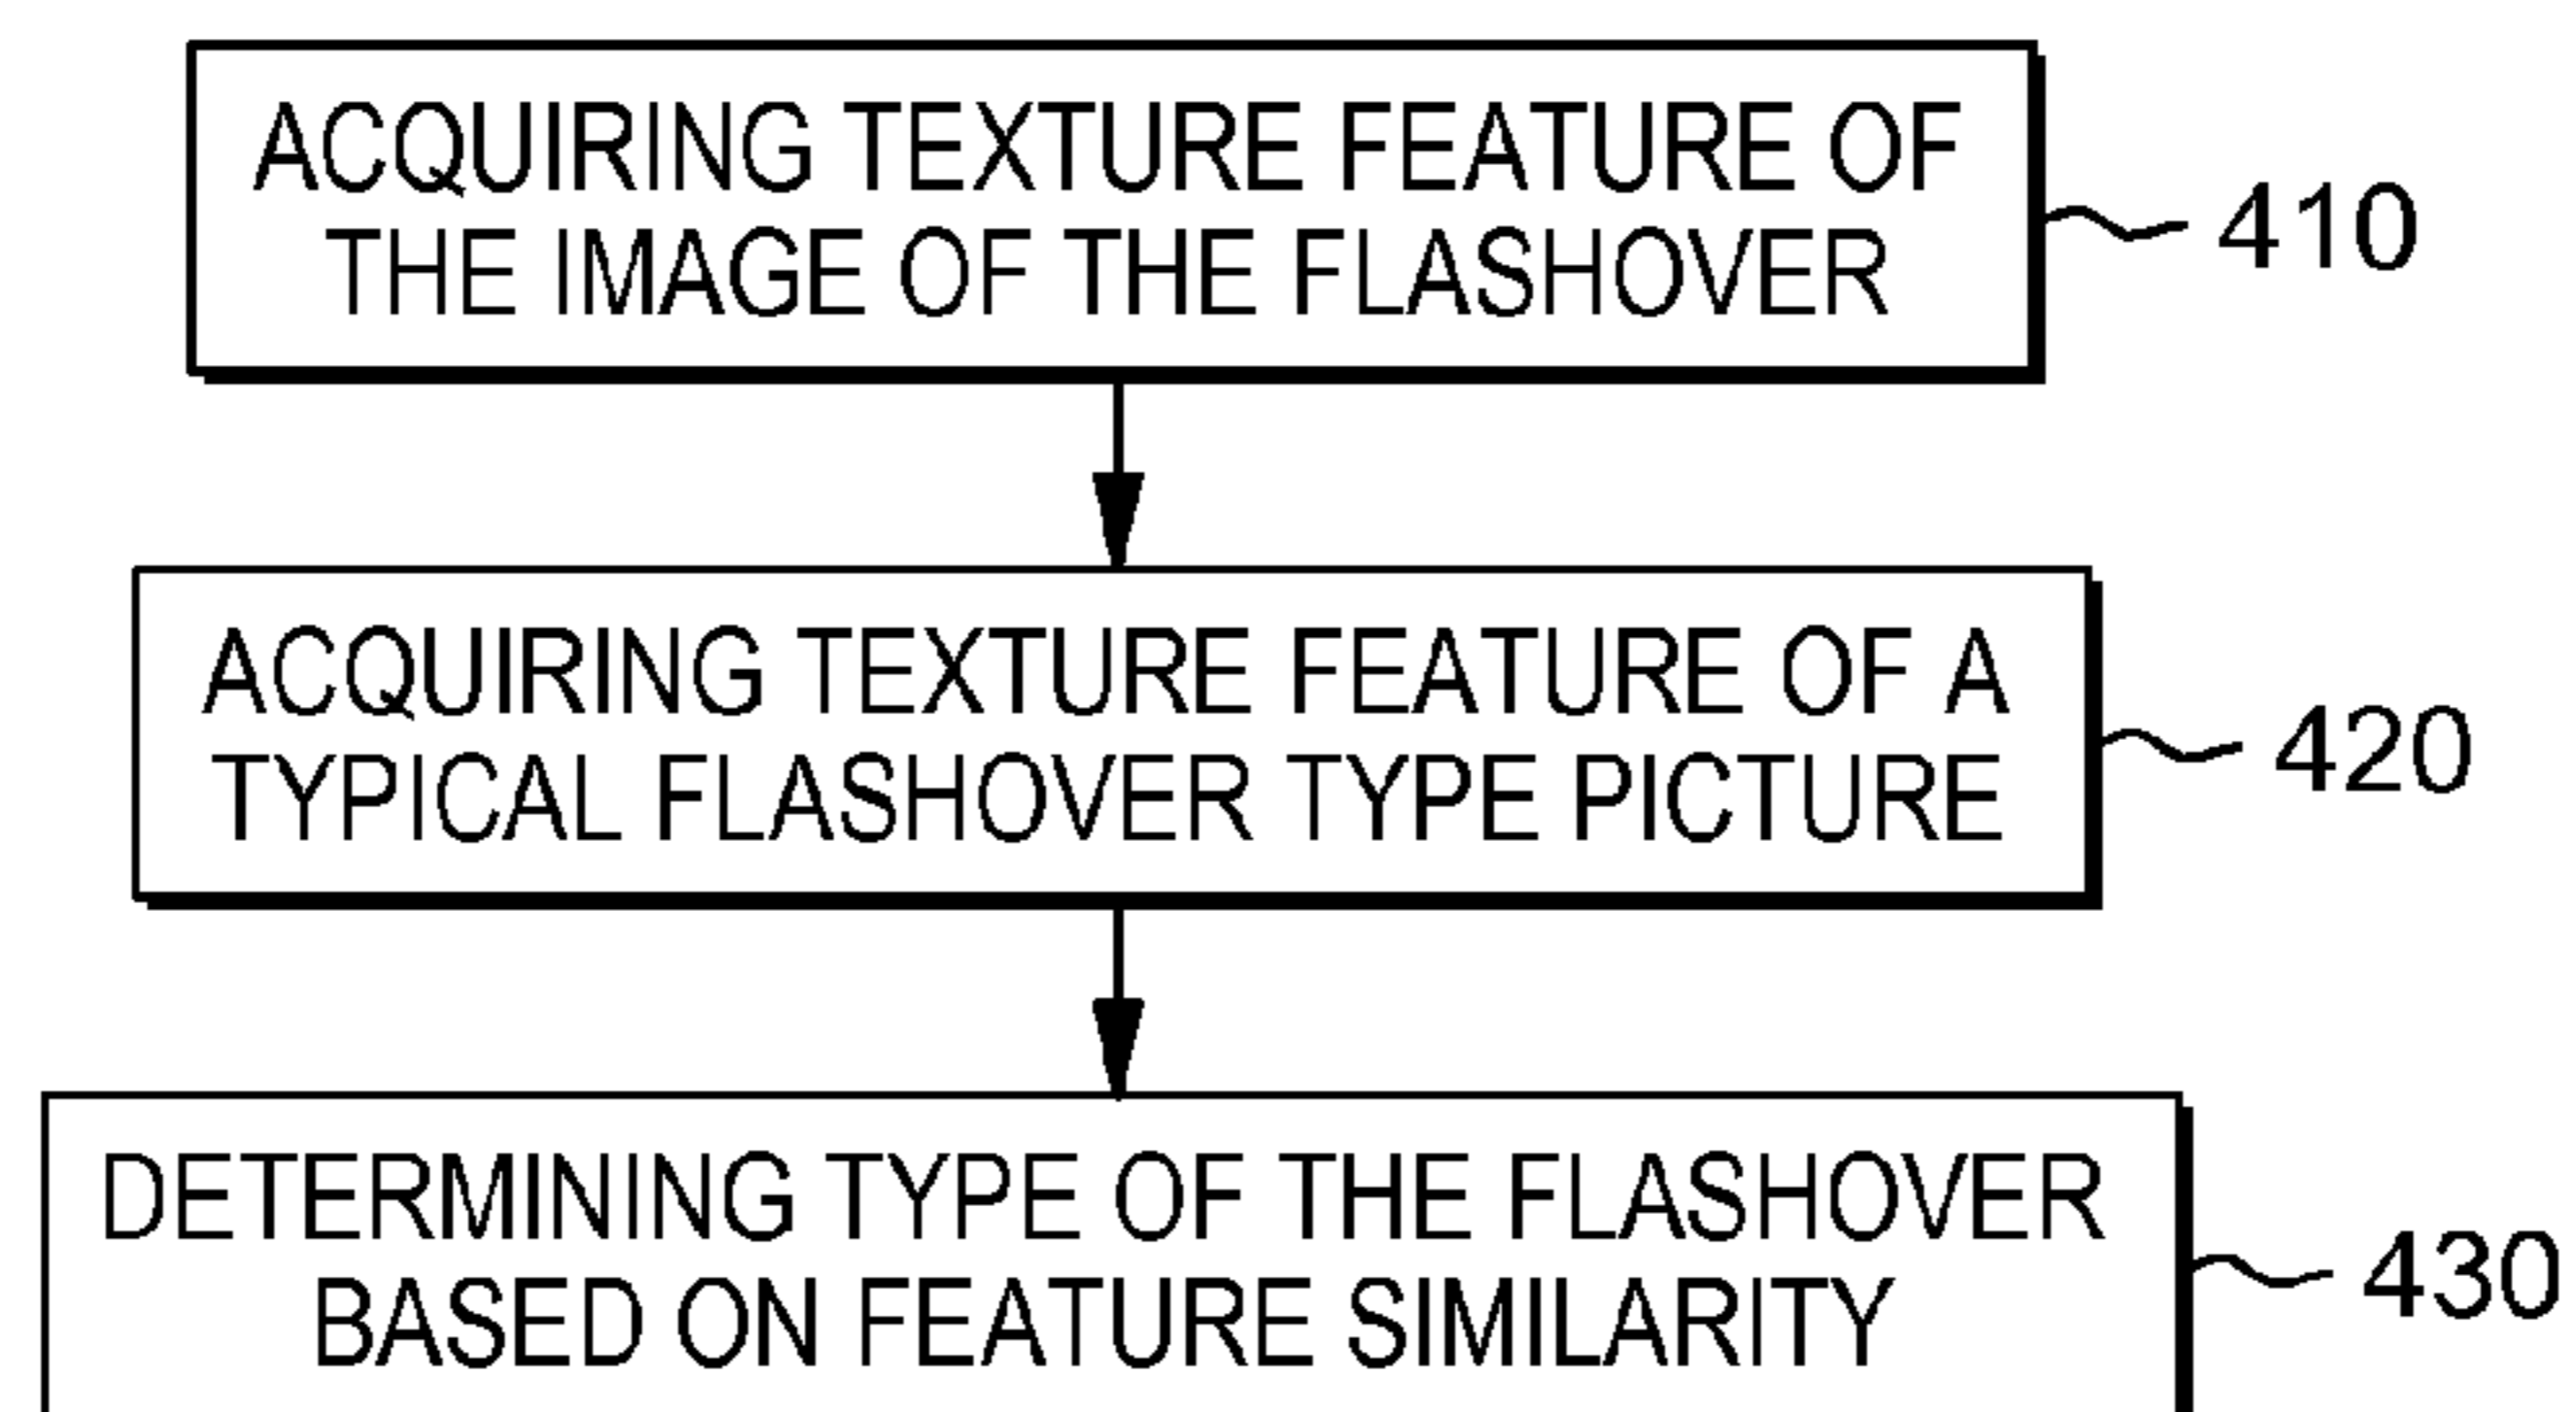 ACQUIRING TEXTURE FEATURE OF
THE IMAGE OF THE FLASHOVER
410
ACQUIRING TEXTURE FEATURE OF A
TYPICAL FLASHOVER TYPE PICTURE
420
DETERMINING TYPE OF THE FLASHOVER
BASED ON FEATURE SIMILARITY
430